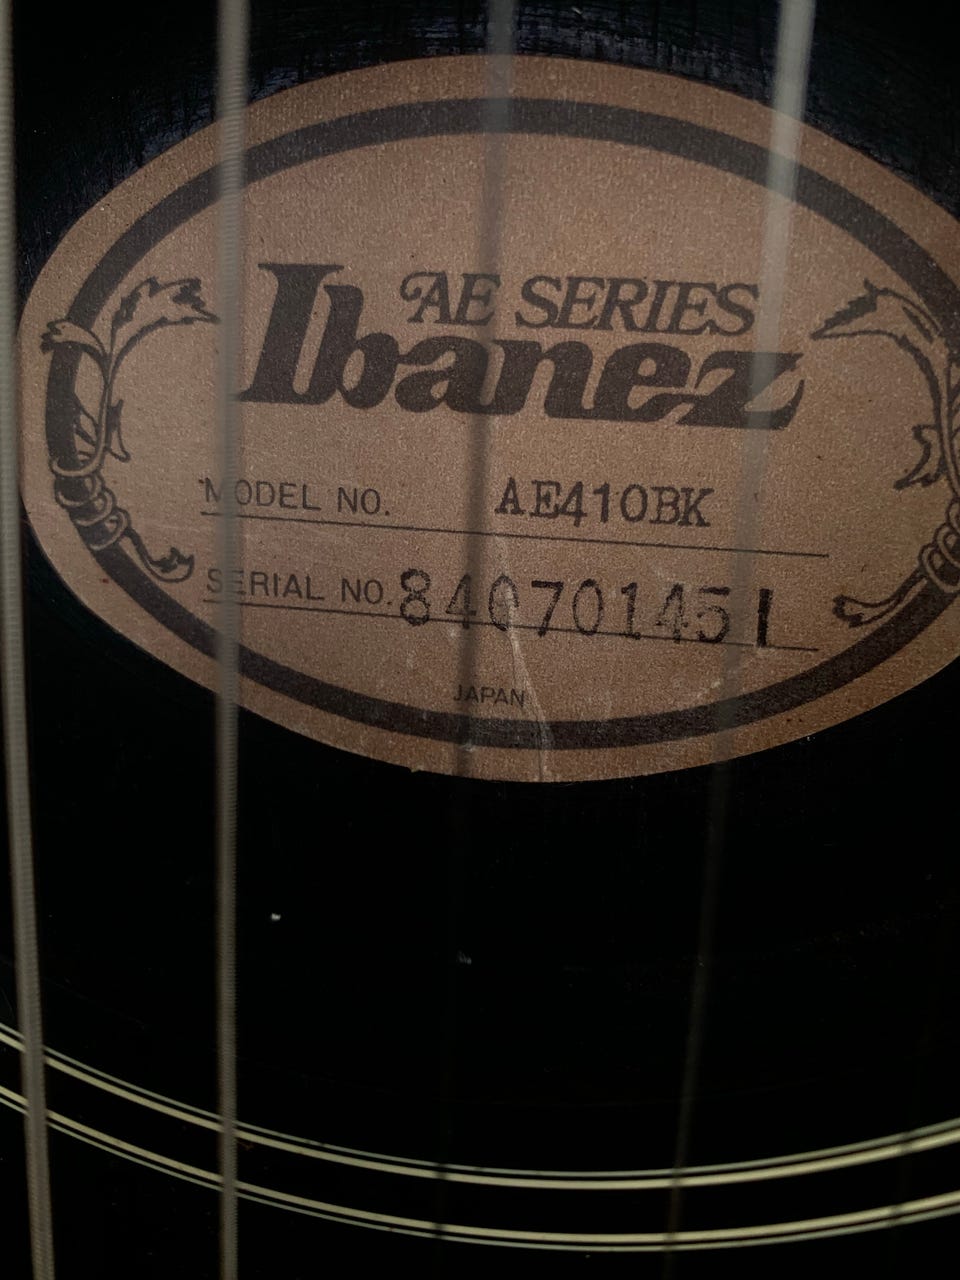 AE SERIES
Ibanez
MODEL NO. AE410BK
SERIAL NO. 840701451
JAPAN